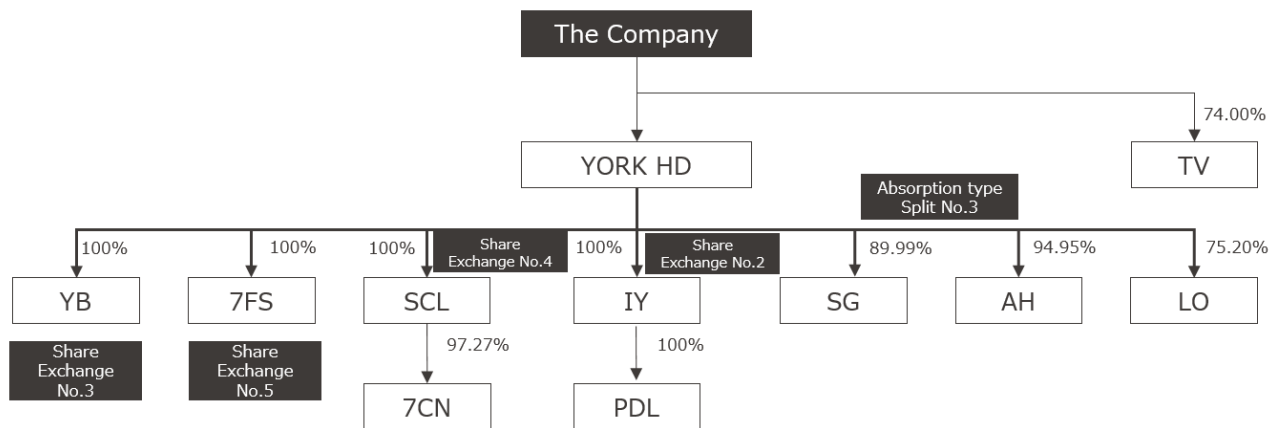 The Company
74.00%
YORK HD
TV
Absorption type
Split No.3
100%
100%
100%
Share
Exchange No.4
100%
Share
Exchange No.2
89.99%
94.95%
75.20%
YB
7FS
SCL
IY
SG
AH
LO
Share
Exchange
No.3
Share
Exchange
No.5
97.27%
100%
7CN
PDL